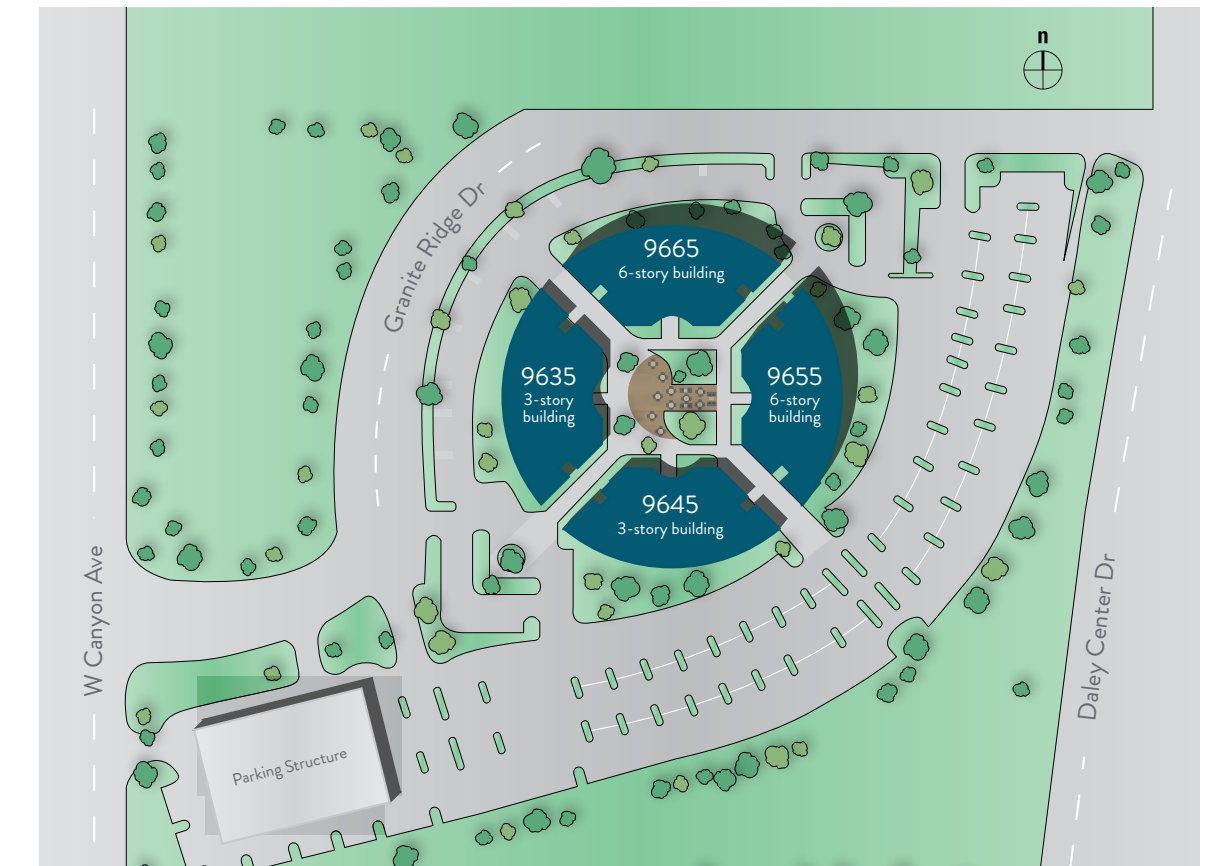 n
Granite Ridge Dr
9665
6-story building
9635
3-story
building
9655
6-story
building
9645
3-story building
W Canyon Ave
Daley Center Dr
Parking Structure